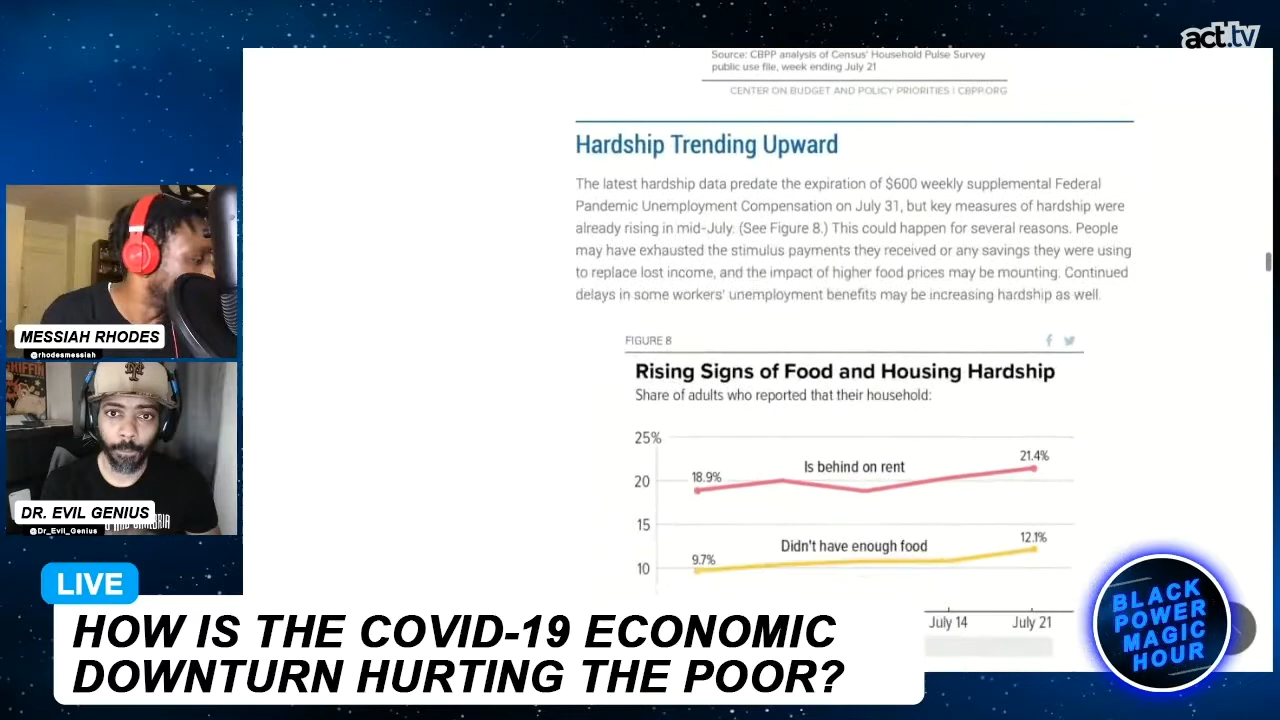 act.tv
Source: CBPP analysis of Census' Household Pulse Survey
public use file, week ending July 21
CENTER ON BUDGET AND POLICY PRIORITIES | CBPP.ORG
Hardship Trending Upward
The latest hardship data predate the expiration of $600 weekly supplemental Federal
Pandemic Unemployment Compensation on July 31, but key measures of hardship were
already rising in mid-July. (See Figure 8.) This could happen for several reasons. People
may have exhausted the stimulus payments they received or any savings they were using
to replace lost income, and the impact of higher food prices may be mounting. Continued
delays in some workers' unemployment benefits may be increasing hardship as well.
FIGURE 8
Rising Signs of Food and Housing Hardship
Share of adults who reported that their household:
25%
Is behind on rent
21.4%
18.9%
20
15
Didn't have enough food
12.1%
9.7%
10
July 14
July 21
MESSIAH RHODES
@rhodesmessiah
DR. EVIL GENIUS
@Dr_Evil_Genius
LIVE
HOW IS THE COVID-19 ECONOMIC
DOWNTURN HURTING THE POOR?
BLACK
POWER
MAGIC
HOUR